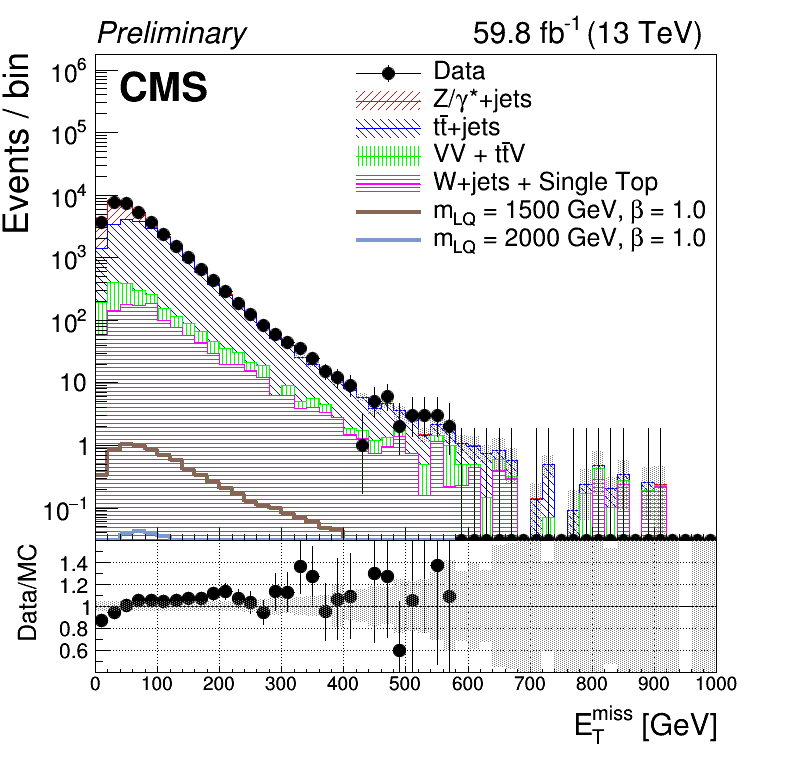 Preliminary 59.8 fb⁻¹ (13 TeV)
CMS
Data
Z/γ*+jets
tt̄+jets
VV + tt̄V
W+jets + Single Top
m_LQ = 1500 GeV, β = 1.0
m_LQ = 2000 GeV, β = 1.0
Events / bin
10⁶
10⁵
10⁴
10³
10²
10
1
10⁻¹
Data/MC
1.4
1.2
1
0.8
0.6
0 100 200 300 400 500 600 700 800 900 1000
E_T^miss [GeV]